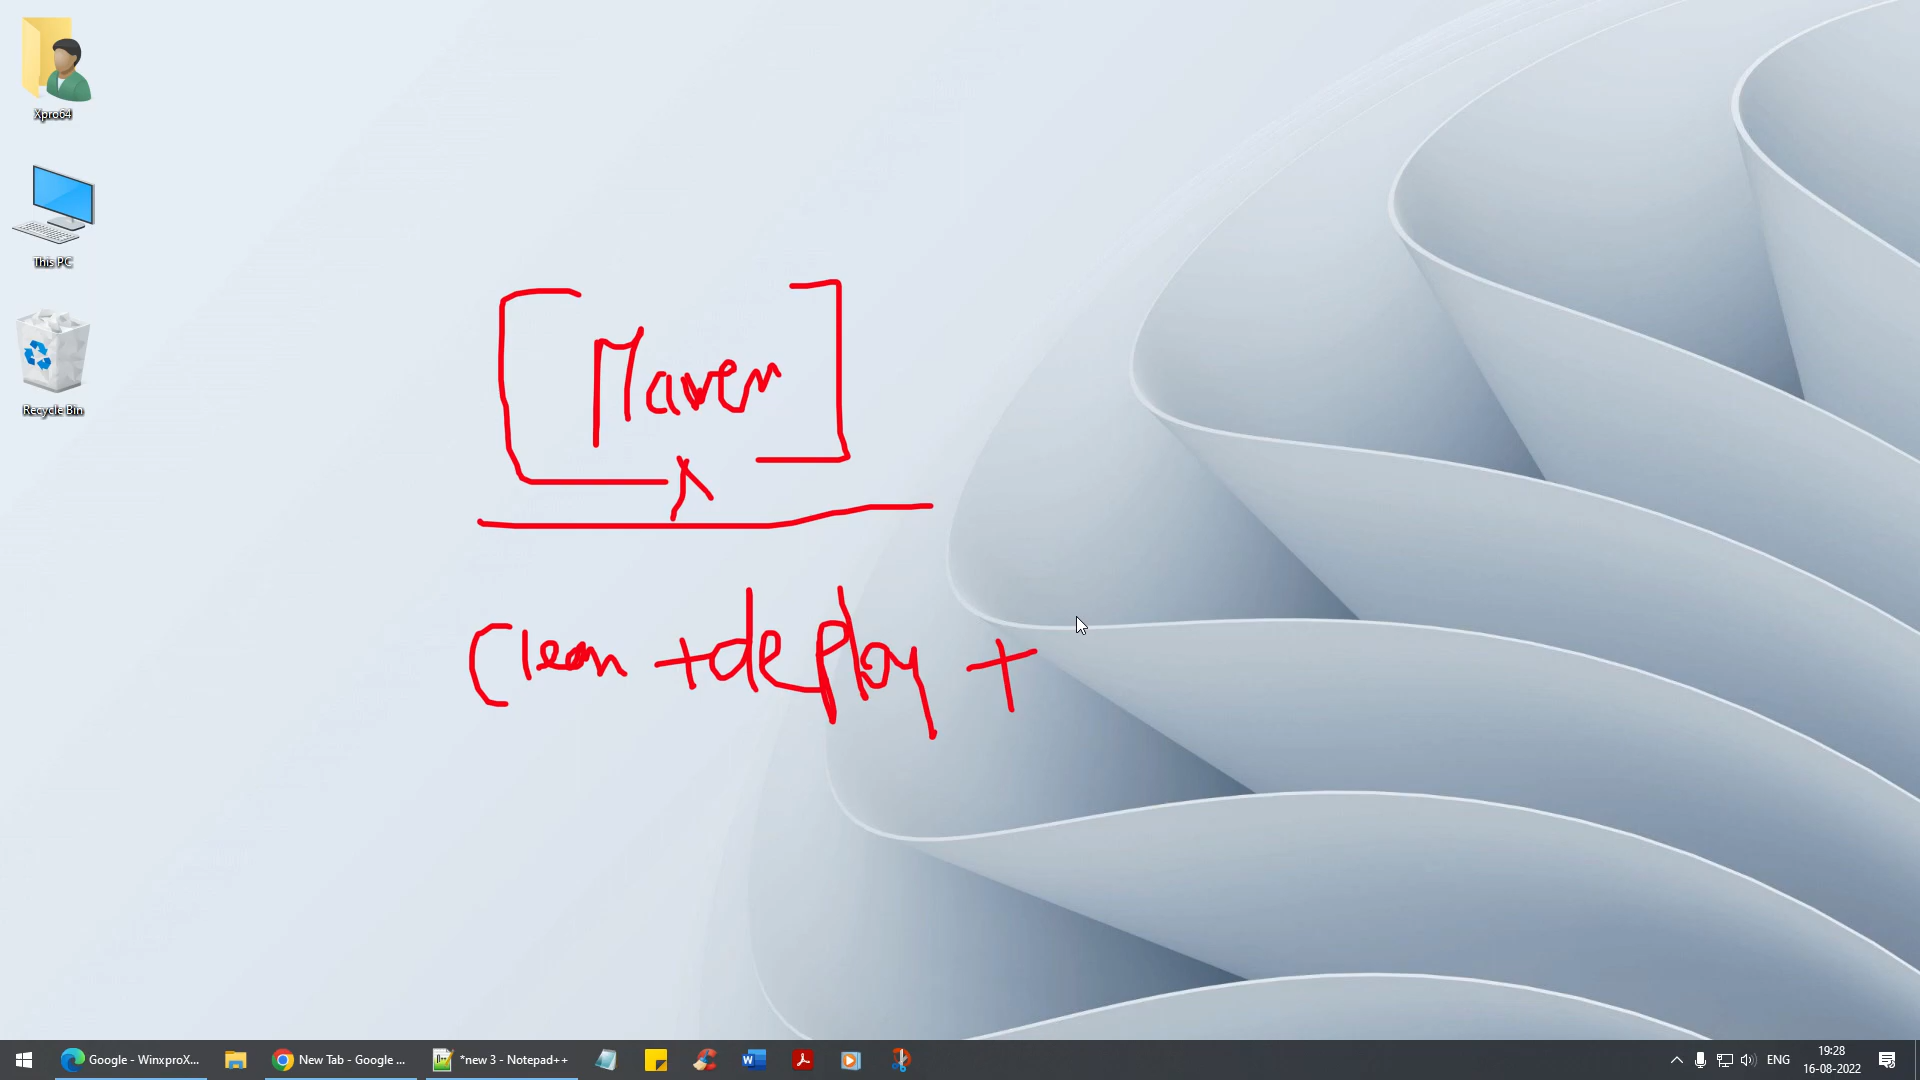 Xpro64
This PC
Recycle Bin
Maven
Clean + deploy +
Google - WinxproX...
New Tab - Google ...
*new 3 - Notepad++
ENG
19:28
16-08-2022